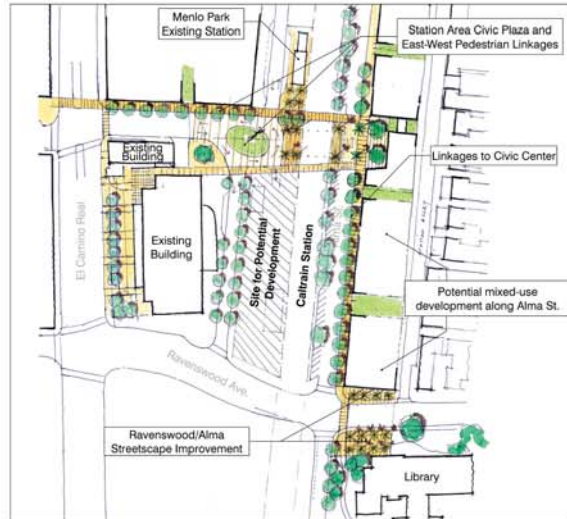 Menlo Park
Existing Station
Station Area Civic Plaza and
East-West Pedestrian Linkages
Existing
Building
Linkages to Civic Center
El Camino Real
Existing
Building
Site for Potential
Development
Caltrain Station
Alma St.
Potential mixed-use
development along Alma St.
Ravenswood Ave.
Ravenswood/Alma
Streetscape Improvement
Library